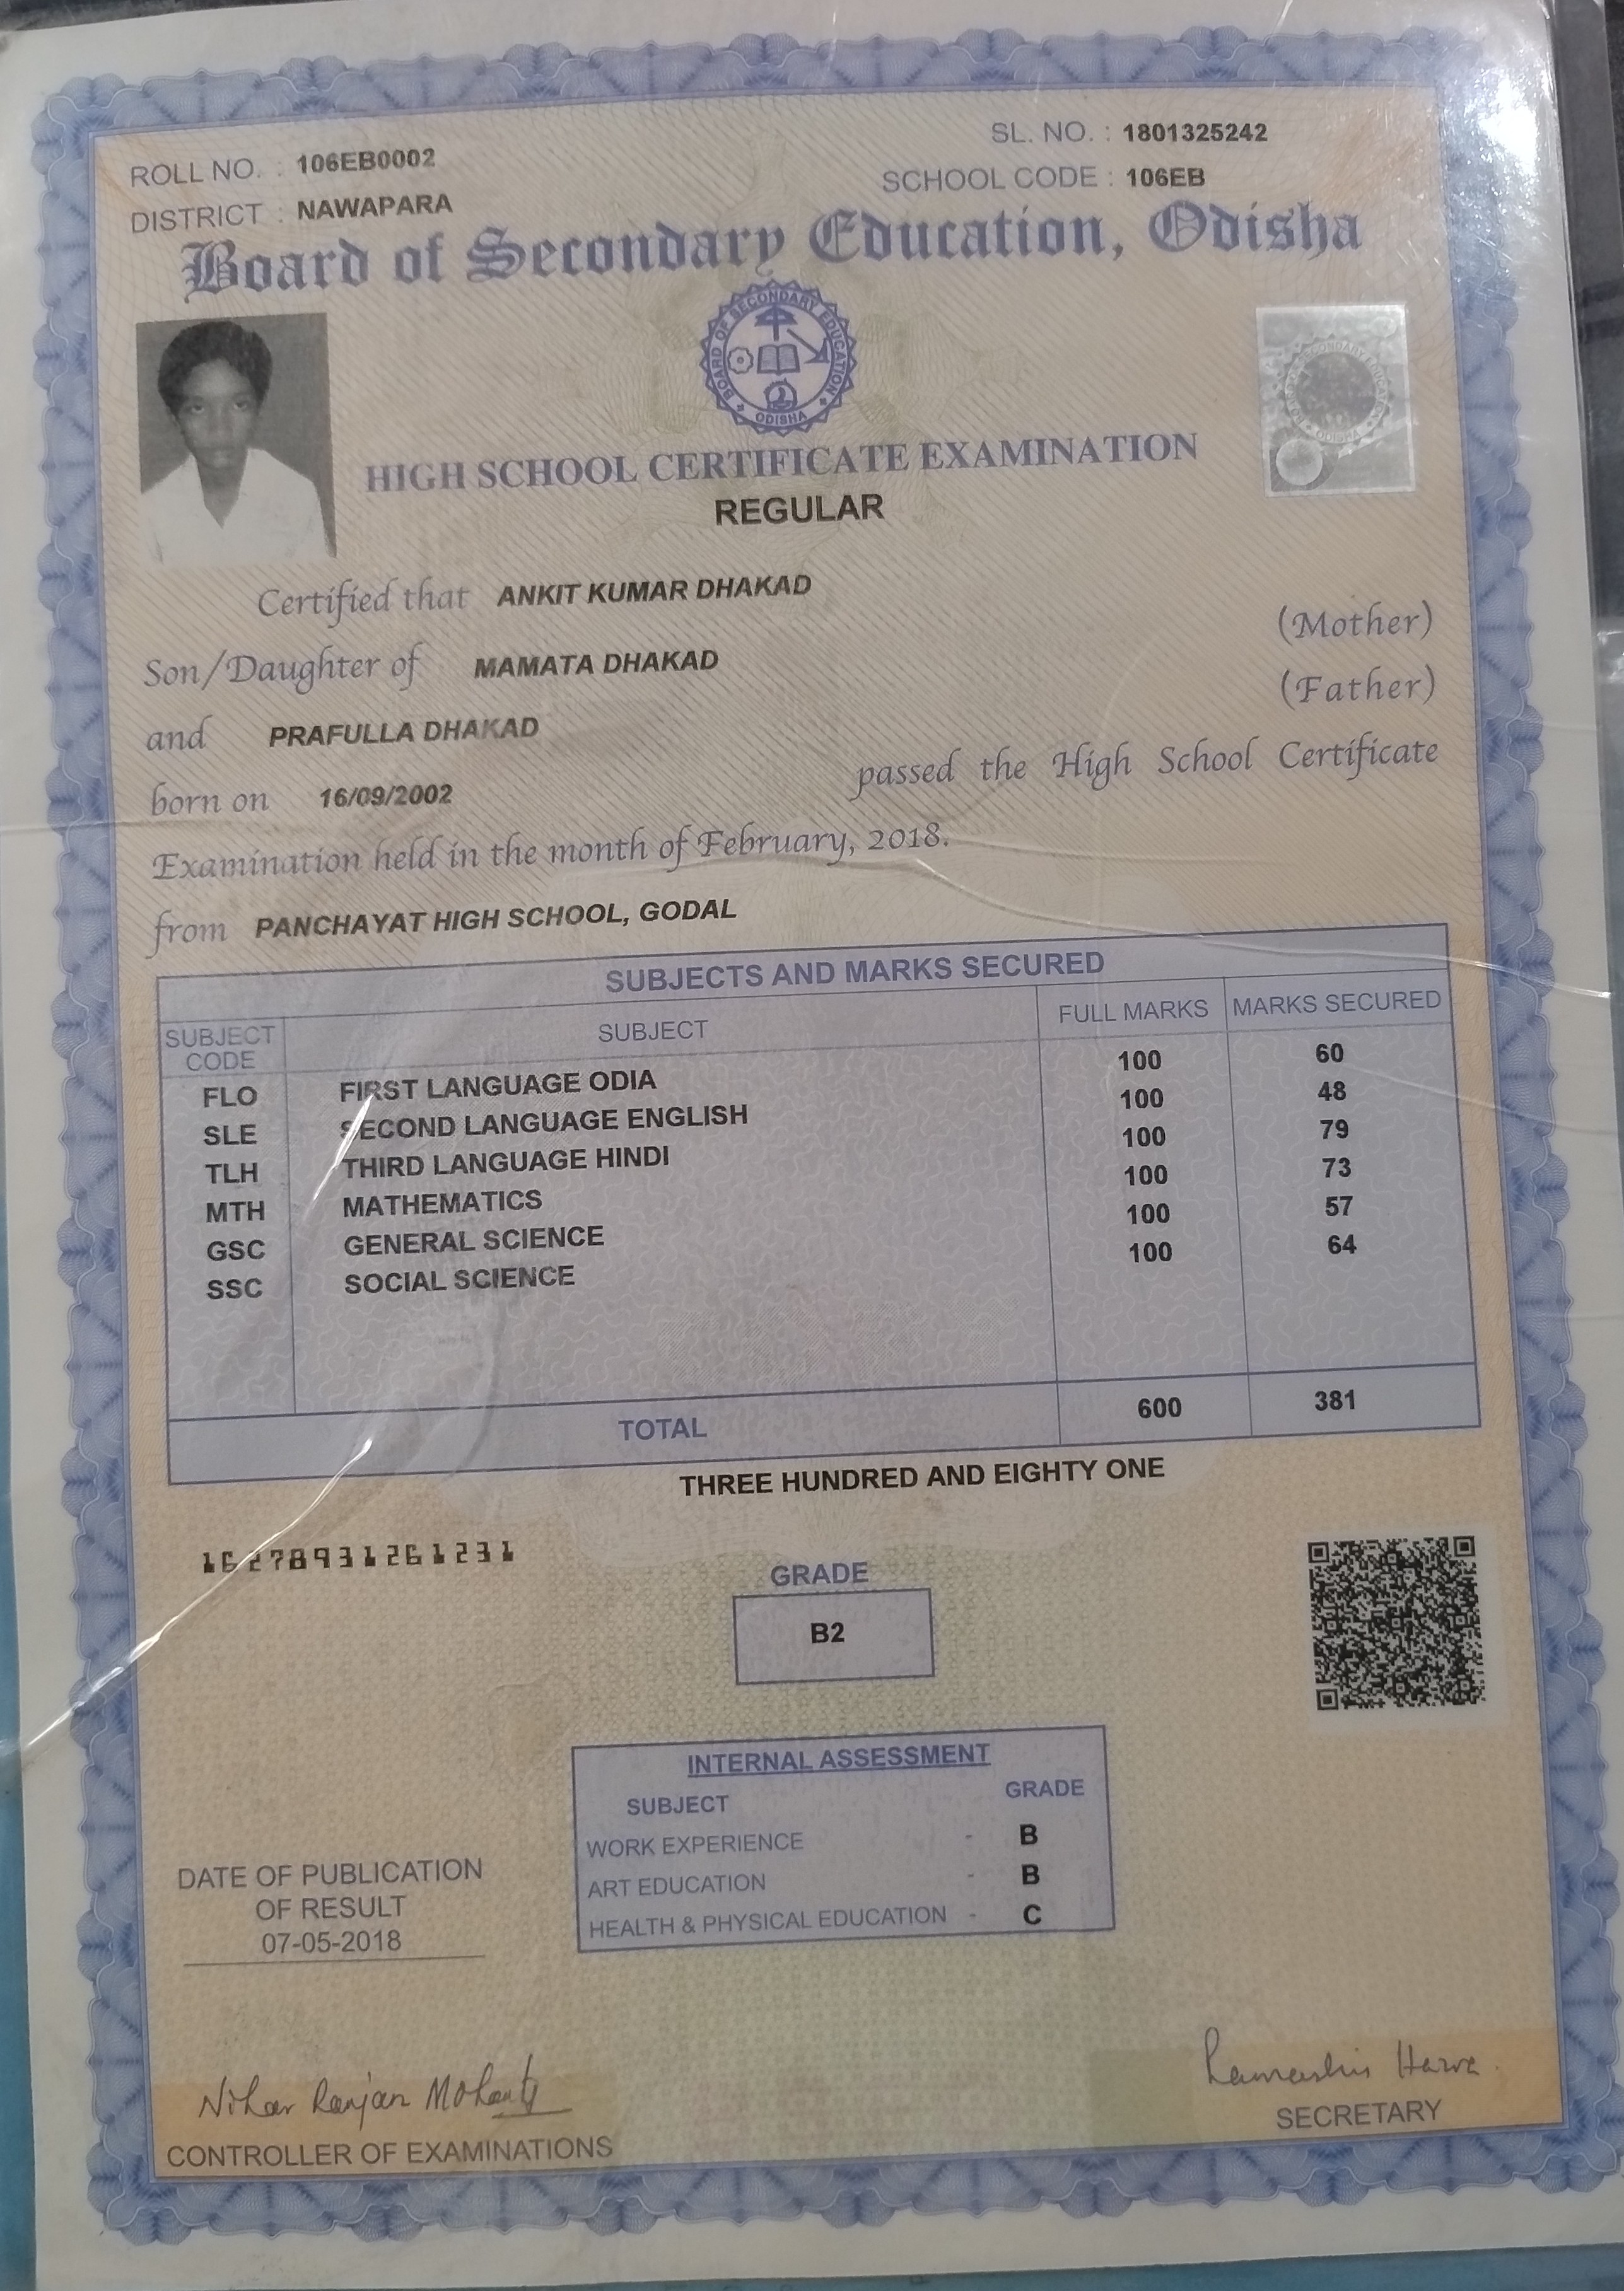 ROLL NO. : 106EB0002
SL. NO. : 1801325242
DISTRICT : NAWAPARA
SCHOOL CODE : 106EB
Board of Secondary Education, Odisha
BOARD OF SECONDARY EDUCATION
ODISHA
HIGH SCHOOL CERTIFICATE EXAMINATION
REGULAR
Certified that ANKIT KUMAR DHAKAD
Son/Daughter of MAMATA DHAKAD (Mother)
and PRAFULLA DHAKAD (Father)
born on 16/09/2002 passed the High School Certificate
Examination held in the month of February, 2018.
from PANCHAYAT HIGH SCHOOL, GODAL
SUBJECTS AND MARKS SECURED
SUBJECT CODE SUBJECT FULL MARKS MARKS SECURED
FLO FIRST LANGUAGE ODIA 100 60
SLE SECOND LANGUAGE ENGLISH 100 48
TLH THIRD LANGUAGE HINDI 100 79
MTH MATHEMATICS 100 73
GSC GENERAL SCIENCE 100 57
SSC SOCIAL SCIENCE 100 64
TOTAL 600 381
THREE HUNDRED AND EIGHTY ONE
16278931261231
GRADE
B2
INTERNAL ASSESSMENT
SUBJECT GRADE
WORK EXPERIENCE - B
ART EDUCATION - B
HEALTH & PHYSICAL EDUCATION - C
DATE OF PUBLICATION
OF RESULT
07-05-2018
Nihar Ranjan Mohanty
CONTROLLER OF EXAMINATIONS
SECRETARY